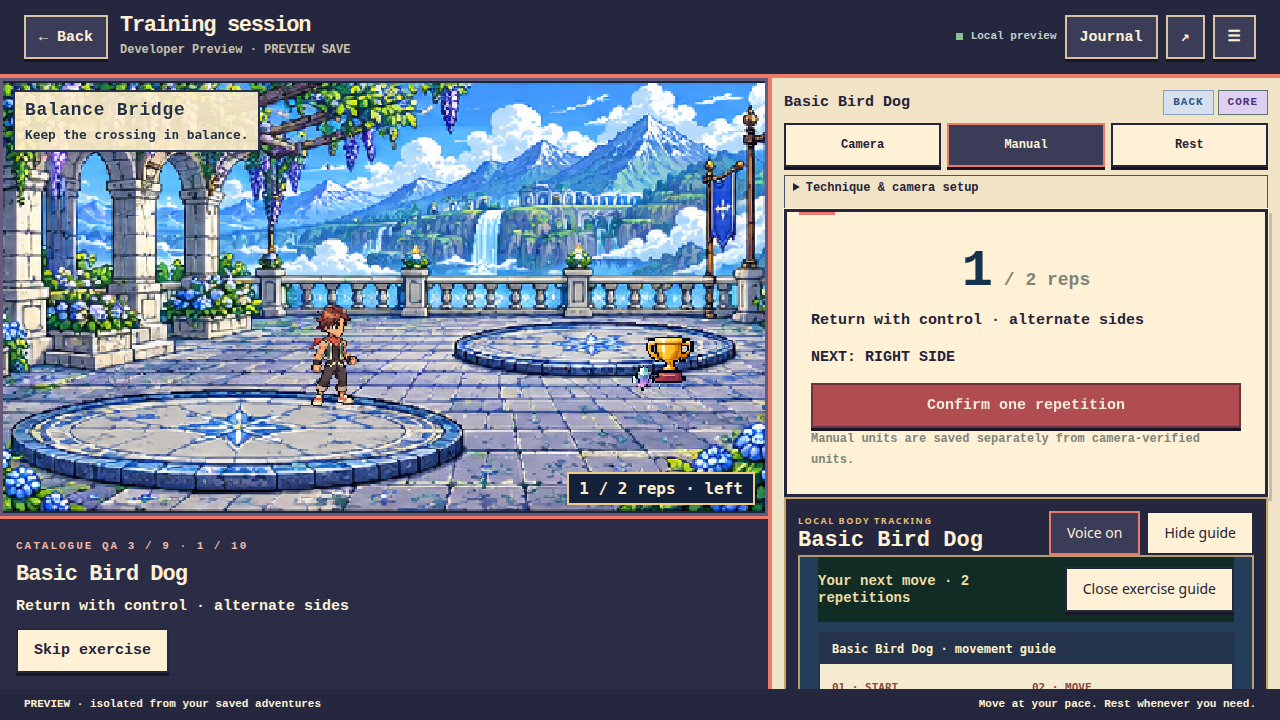 ← Back
Training session
Developer Preview · PREVIEW SAVE
Local preview
Journal
↗
☰
Balance Bridge
Keep the crossing in balance.
1 / 2 reps · left
CATALOGUE QA 3 / 9 · 1 / 10
Basic Bird Dog
Return with control · alternate sides
Skip exercise
Basic Bird Dog
BACK
CORE
Camera
Manual
Rest
Technique & camera setup
1 / 2 reps
Return with control · alternate sides
NEXT: RIGHT SIDE
Confirm one repetition
Manual units are saved separately from camera-verified
units.
LOCAL BODY TRACKING
Basic Bird Dog
Voice on
Hide guide
Your next move · 2
repetitions
Close exercise guide
Basic Bird Dog · movement guide
01 · START
02 · MOVE
PREVIEW · isolated from your saved adventures
Move at your pace. Rest whenever you need.